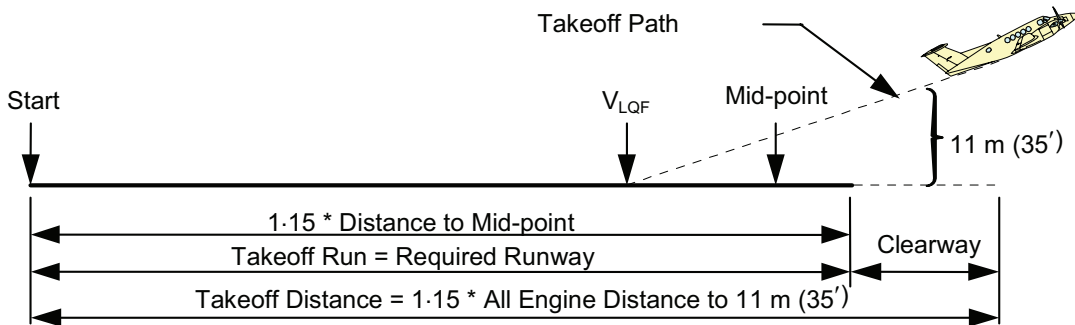 Takeoff Path
Start
V_LQF
Mid-point
11 m (35′)
1·15 * Distance to Mid-point
Clearway
Takeoff Run = Required Runway
Takeoff Distance = 1·15 * All Engine Distance to 11 m (35′)